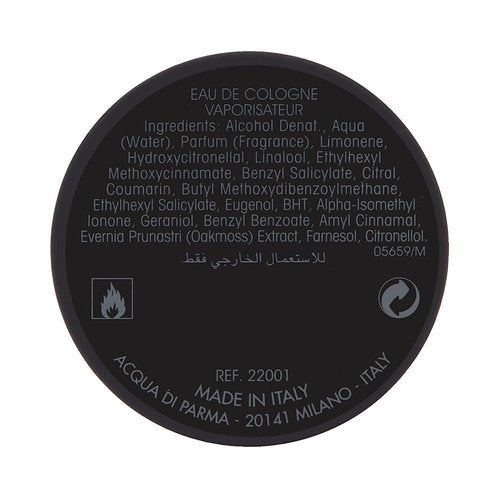 EAU DE COLOGNE
VAPORISATEUR
Ingredients: Alcohol Denat., Aqua
(Water), Parfum (Fragrance), Limonene,
Hydroxycitronellal, Linalool, Ethylhexyl
Methoxycinnamate, Benzyl Salicylate, Citral,
Coumarin, Butyl Methoxydibenzoylmethane,
Ethylhexyl Salicylate, Eugenol, BHT, Alpha-Isomethyl
Ionone, Geraniol, Benzyl Benzoate, Amyl Cinnamal,
Evernia Prunastri (Oakmoss) Extract, Farnesol, Citronellol.
05659/M
للاستعمال الخارجي فقط
REF. 22001
MADE IN ITALY
ACQUA DI PARMA - 20141 MILANO - ITALY